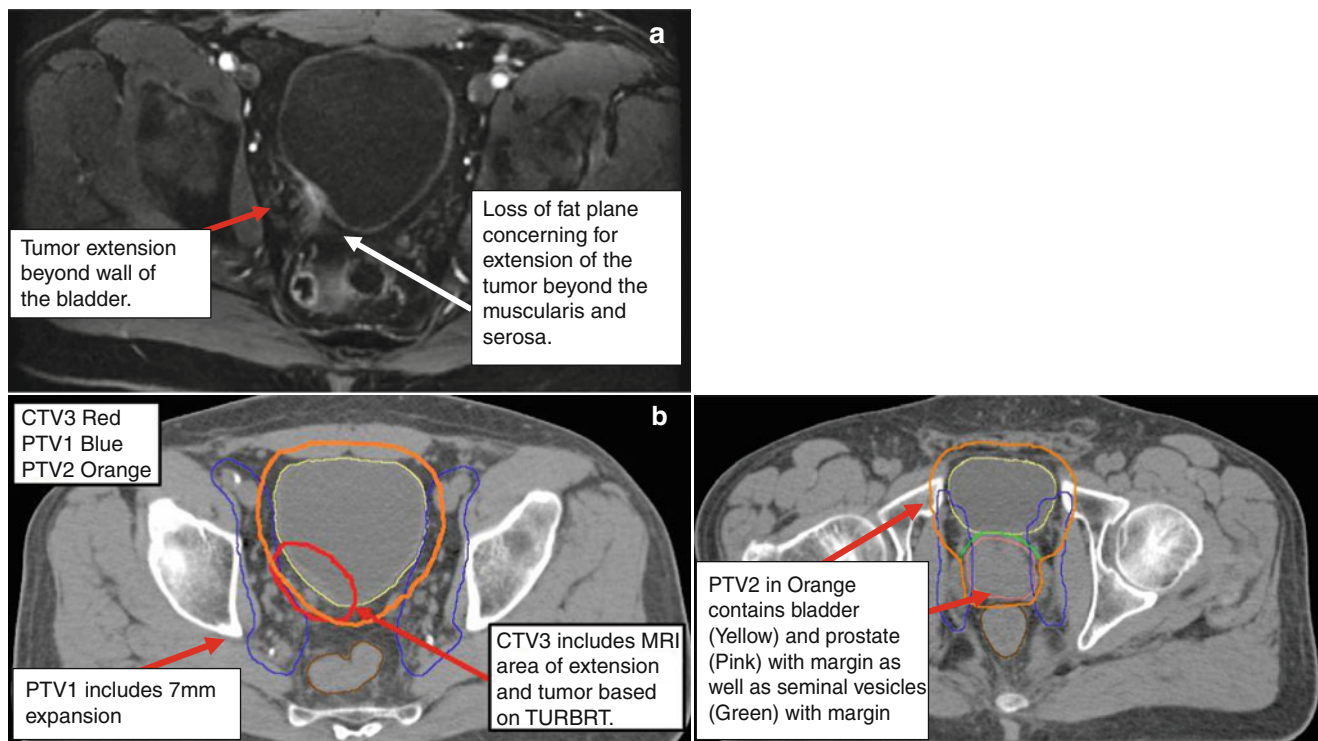 a
Tumor extension
beyond wall of
the bladder.
Loss of fat plane
concerning for
extension of the
tumor beyond the
muscularis and
serosa.
CTV3 Red
PTV1 Blue
PTV2 Orange
b
PTV1 includes 7mm
expansion
CTV3 includes MRI
area of extension
and tumor based
on TURBRT.
PTV2 in Orange
contains bladder
(Yellow) and prostate
(Pink) with margin as
well as seminal vesicles
(Green) with margin